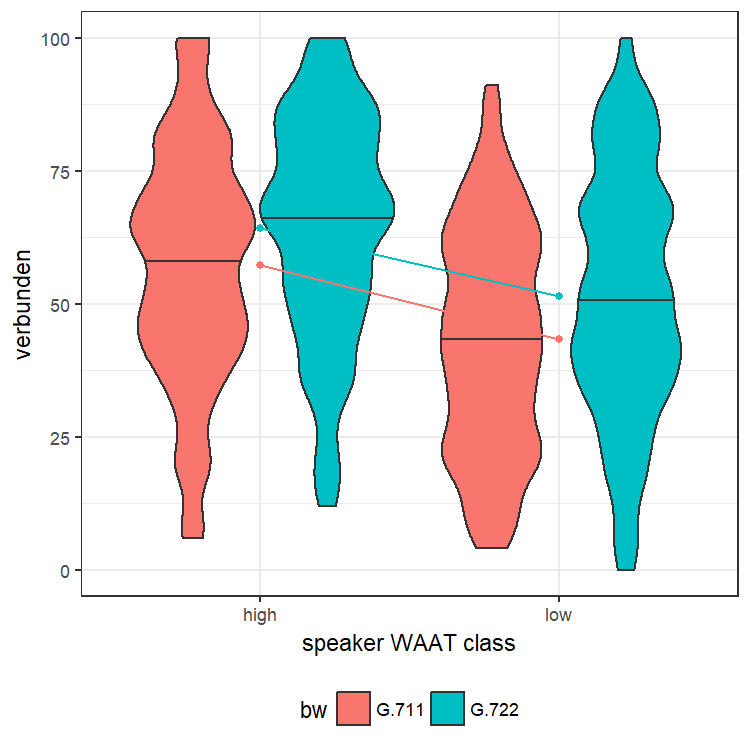 100
75
50
25
0
verbunden
high low
speaker WAAT class
bw G.711 G.722